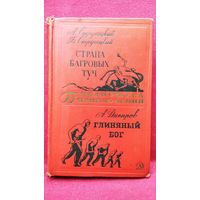 А. Стругацкий
Б. Стругацкий
СТРАНА
БАГРОВЫХ
ТУЧ
А. Днепров
ГЛИНЯНЫЙ
БОГ